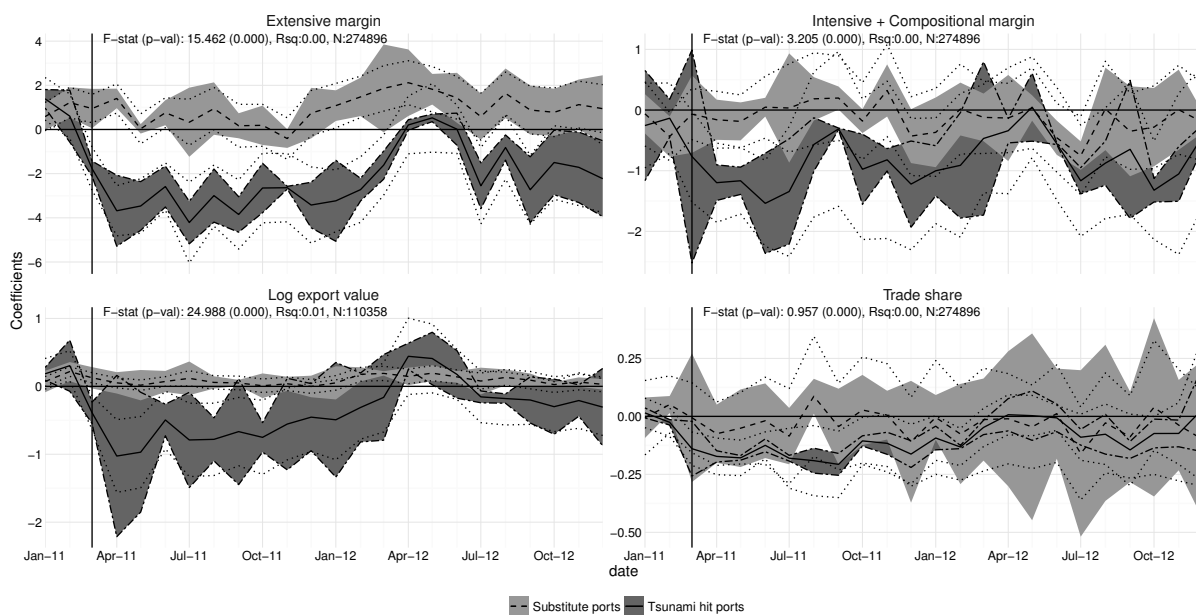 Extensive margin
F−stat (p−val): 15.462 (0.000), Rsq:0.00, N:274896
4
2
0
−2
−4
−6
Intensive + Compositional margin
F−stat (p−val): 3.205 (0.000), Rsq:0.00, N:274896
1
0
−1
−2
Coefficients
Log export value
F−stat (p−val): 24.988 (0.000), Rsq:0.01, N:110358
1
0
−1
−2
Jan−11 Apr−11 Jul−11 Oct−11 Jan−12 Apr−12 Jul−12 Oct−12
Trade share
F−stat (p−val): 0.957 (0.000), Rsq:0.00, N:274896
0.25
0.00
−0.25
−0.50
Jan−11 Apr−11 Jul−11 Oct−11 Jan−12 Apr−12 Jul−12 Oct−12
date
Substitute ports Tsunami hit ports